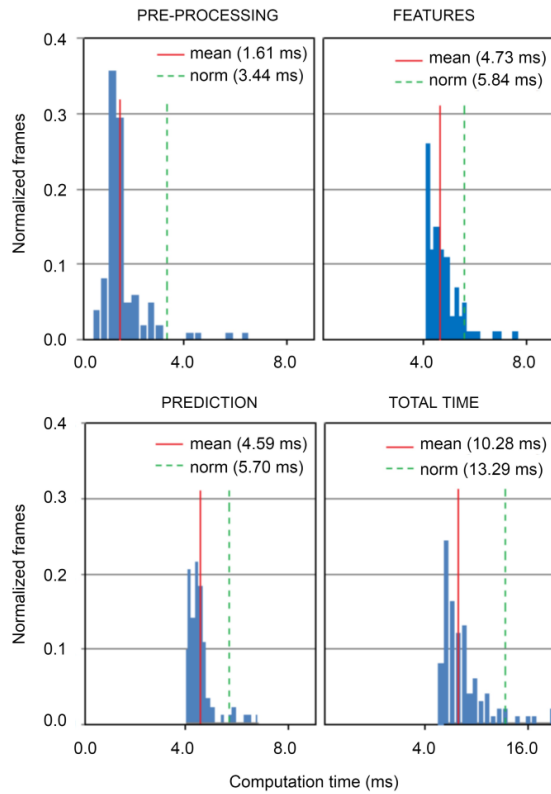 PRE-PROCESSING
FEATURES
Normalized frames
0.4
0.3
0.2
0.1
0.0
mean (1.61 ms)
norm (3.44 ms)
mean (4.73 ms)
norm (5.84 ms)
0.0 4.0 8.0
4.0 8.0
PREDICTION
TOTAL TIME
Normalized frames
0.4
0.3
0.2
0.1
0.0
mean (4.59 ms)
norm (5.70 ms)
mean (10.28 ms)
norm (13.29 ms)
0.0 4.0 8.0
4.0 16.0
Computation time (ms)